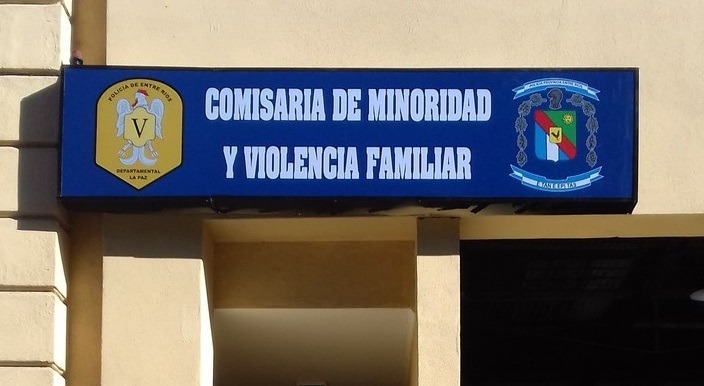 POLICIA DE ENTRE RIOS
V
DEPARTAMENTAL
LA PAZ
COMISARIA DE MINORIDAD
Y VIOLENCIA FAMILIAR